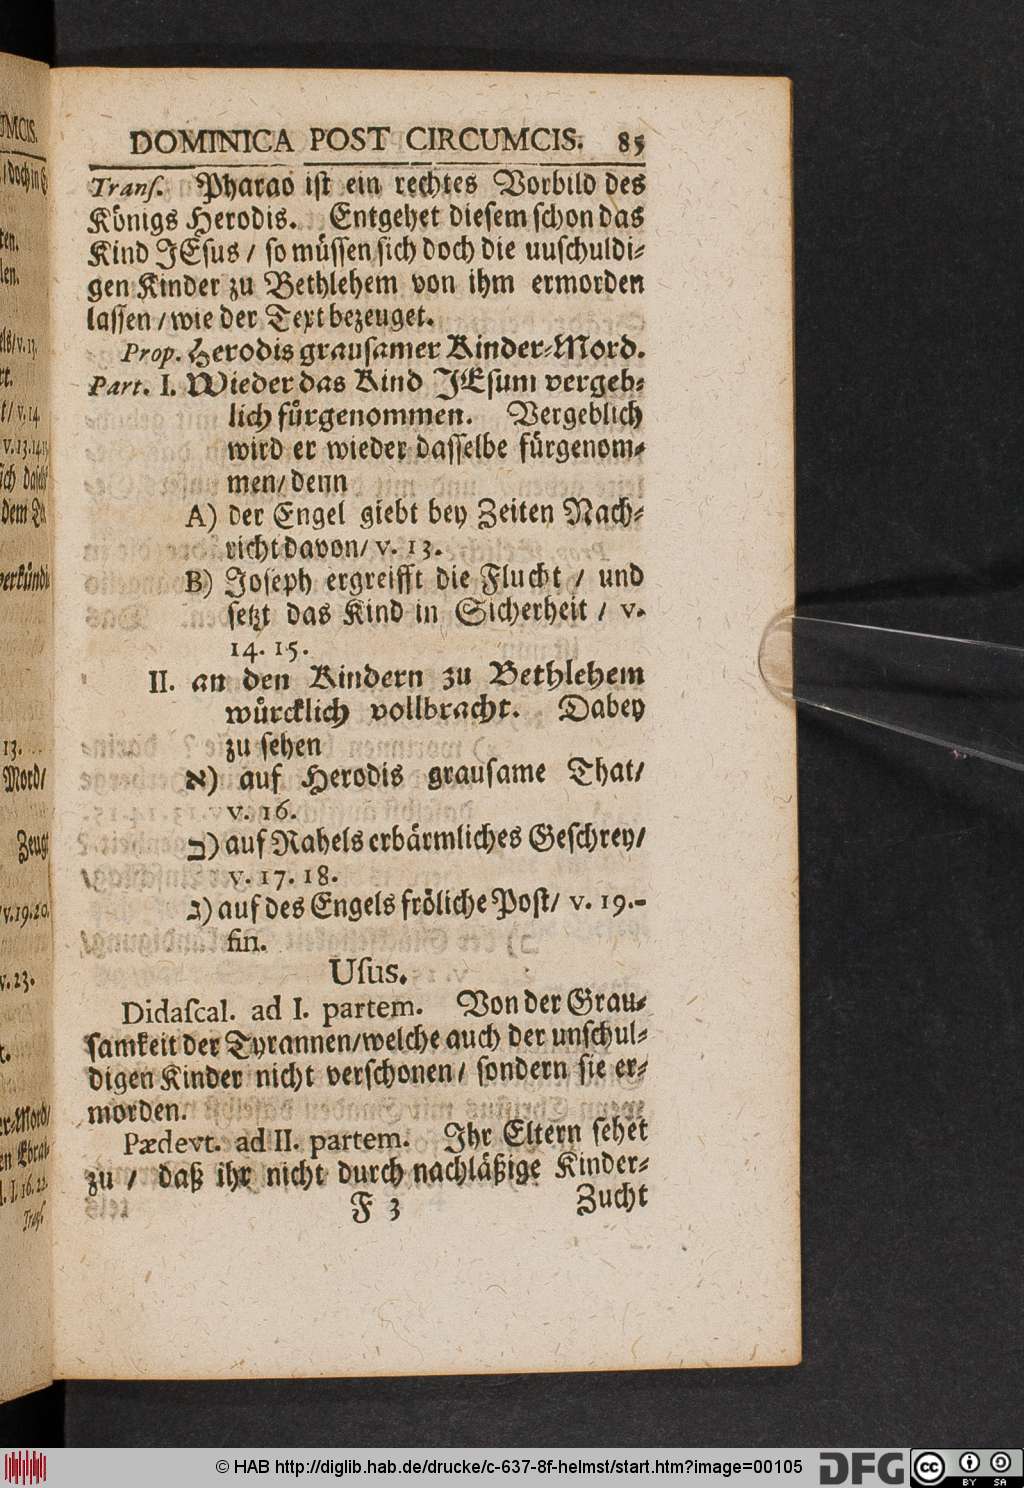 DOMINICA POST CIRCUMCIS. 85
Tranſ. Pharao iſt ein rechtes Vorbild des
Königs Herodis. Entgehet dieſem ſchon das
Kind JEſus / ſo müſſen ſich doch die uuſchuldi-
gen Kinder zu Bethlehem von ihm ermorden
laſſen / wie der Text bezeuget.
Prop. Herodis grauſamer Kinder-Mord.
Part. I. Wieder das Kind JEſum vergeb-
lich fürgenommen. Vergeblich
wird er wieder daſſelbe fürgenom-
men / denn
A) der Engel giebt bey Zeiten Nach-
richt davon / v. 13.
B) Joſeph ergreifft die Flucht / und
ſetzt das Kind in Sicherheit / v.
14. 15.
II. an den Kindern zu Bethlehem
würcklich vollbracht. Dabey
zu ſehen
א) auf Herodis grauſame That /
v. 16.
ב) auf Rahels erbärmliches Geſchrey /
v. 17. 18.
ג) auf des Engels fröliche Poſt / v. 19.-
fin.
Uſus.
Didaſcal. ad I. partem. Von der Grau-
ſamkeit der Tyrannen / welche auch der unſchul-
digen Kinder nicht verſchonen / ſondern ſie er-
morden.
Pædevt. ad II. partem. Ihr Eltern ſehet
zu / daß ihr nicht durch nachläßige Kinder-
F 3 Zucht
© HAB http://diglib.hab.de/drucke/c-637-8f-helmst/start.htm?image=00105
DFG
cc BY SA